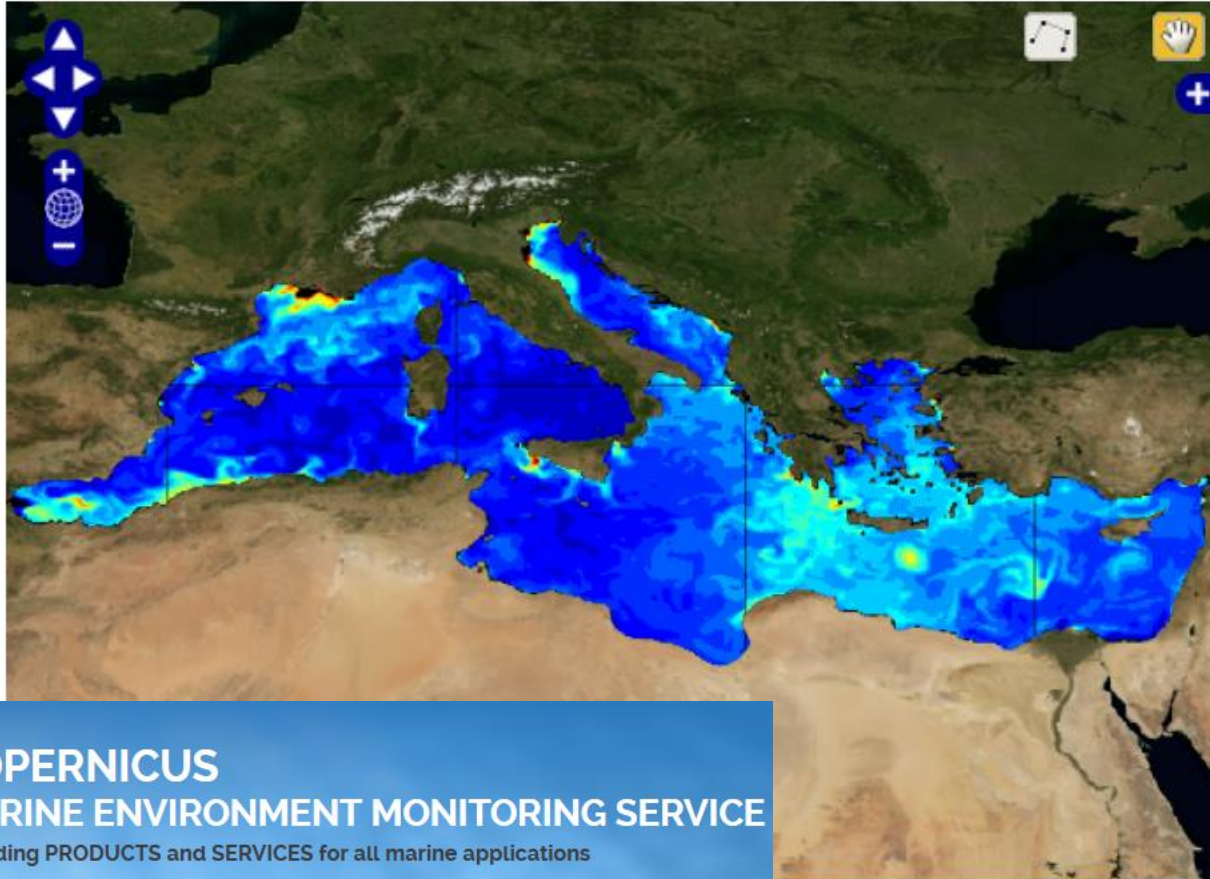 OPERNICUS
RINE ENVIRONMENT MONITORING SERVICE
ding PRODUCTS and SERVICES for all marine applications